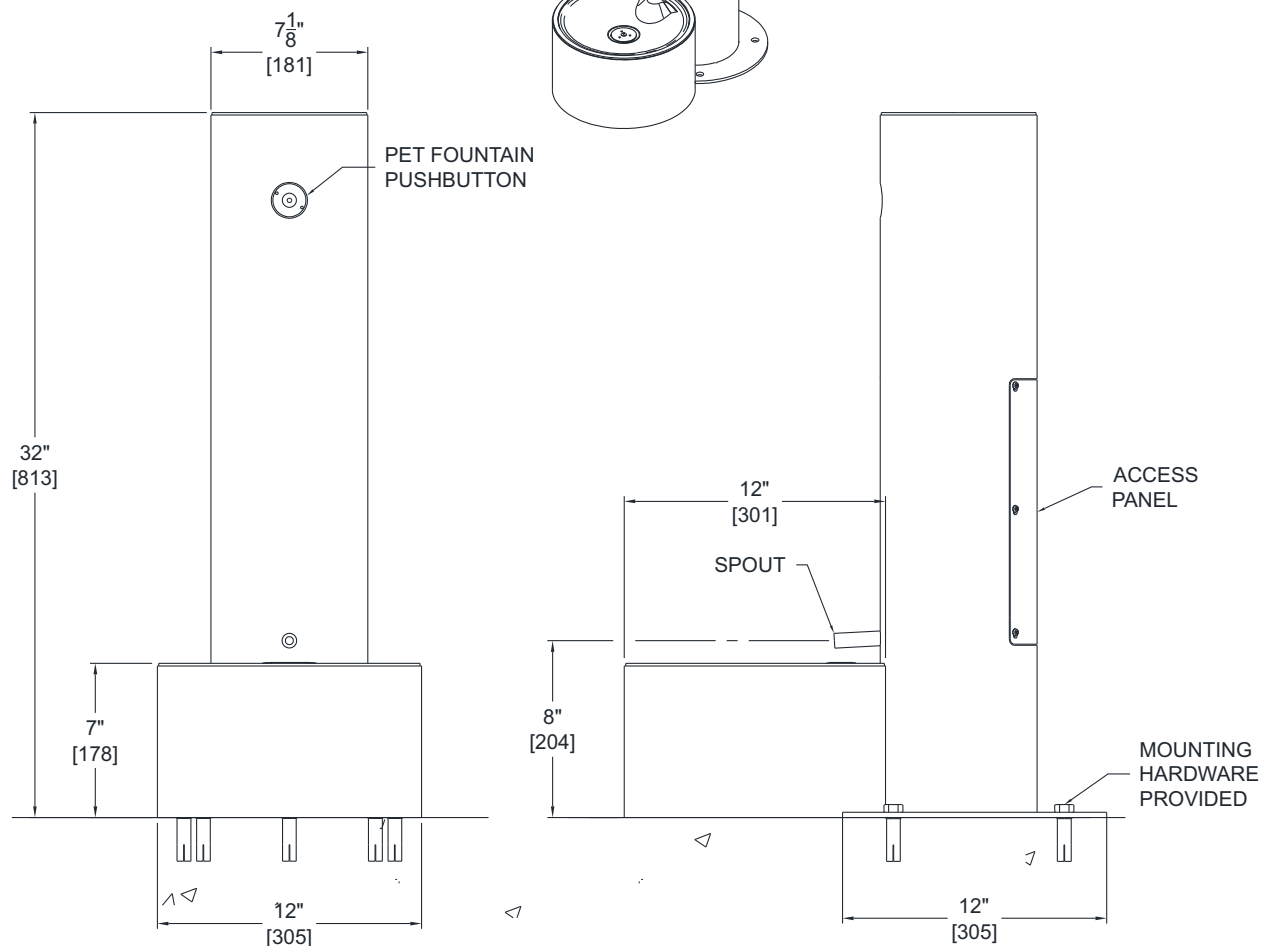 7 1/8"
[181]
PET FOUNTAIN
PUSHBUTTON
32"
[813]
7"
[178]
12"
[305]
12"
[301]
SPOUT
8"
[204]
ACCESS
PANEL
MOUNTING
HARDWARE
PROVIDED
12"
[305]